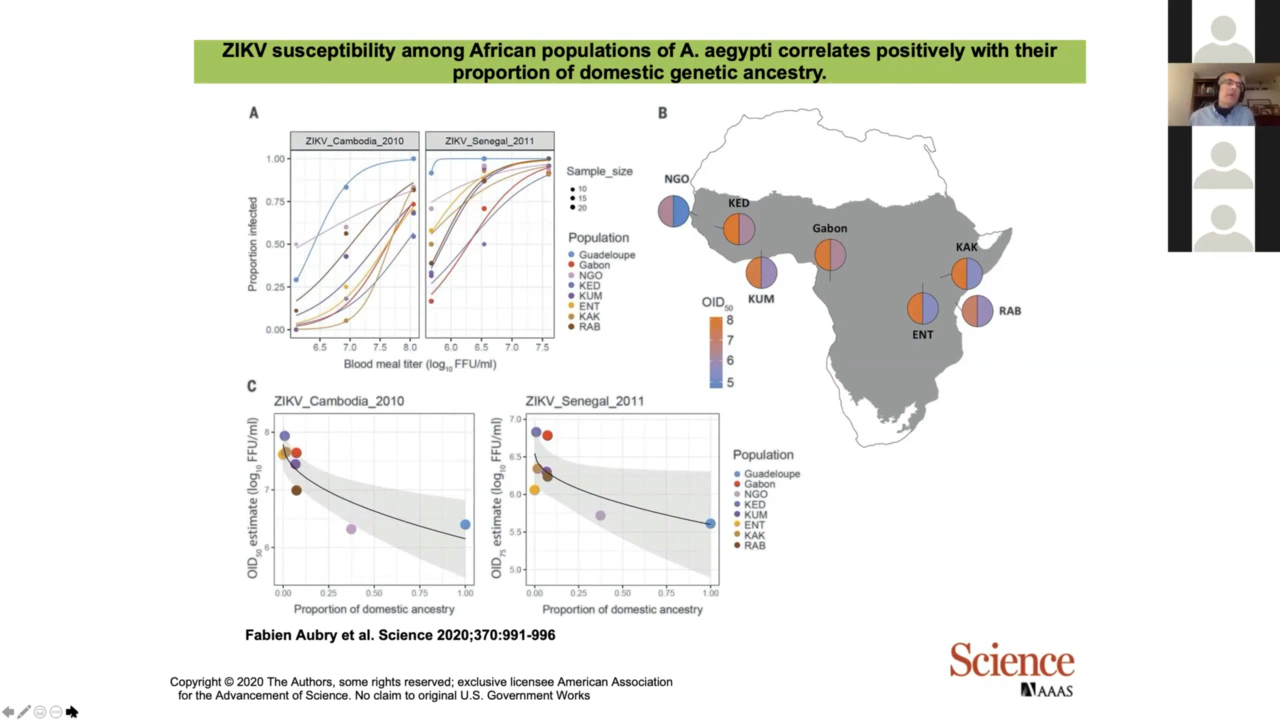 ZIKV susceptibility among African populations of A. aegypti correlates positively with their
proportion of domestic genetic ancestry.
A
ZIKV_Cambodia_2010
ZIKV_Senegal_2011
Proportion infected
1.00
0.75
0.50
0.25
0.00
6.5 7.0 7.5 8.0
6.0 6.5 7.0 7.5
Blood meal titer (log10 FFU/ml)
Sample_size
10
15
20
Population
Guadeloupe
Gabon
NGO
KED
KUM
ENT
KAK
RAB
B
NGO
KED
KUM
Gabon
KAK
ENT
RAB
OID50
8
7
6
5
C
ZIKV_Cambodia_2010
OID50 estimate (log10 FFU/ml)
8
7
6
0.00 0.25 0.50 0.75 1.00
Proportion of domestic ancestry
ZIKV_Senegal_2011
OID75 estimate (log10 FFU/ml)
7.0
6.5
6.0
5.5
5.0
0.00 0.25 0.50 0.75 1.00
Proportion of domestic ancestry
Population
Guadeloupe
Gabon
NGO
KED
KUM
ENT
KAK
RAB
Fabien Aubry et al. Science 2020;370:991-996
Copyright © 2020 The Authors, some rights reserved; exclusive licensee American Association
for the Advancement of Science. No claim to original U.S. Government Works
Science
AAAS